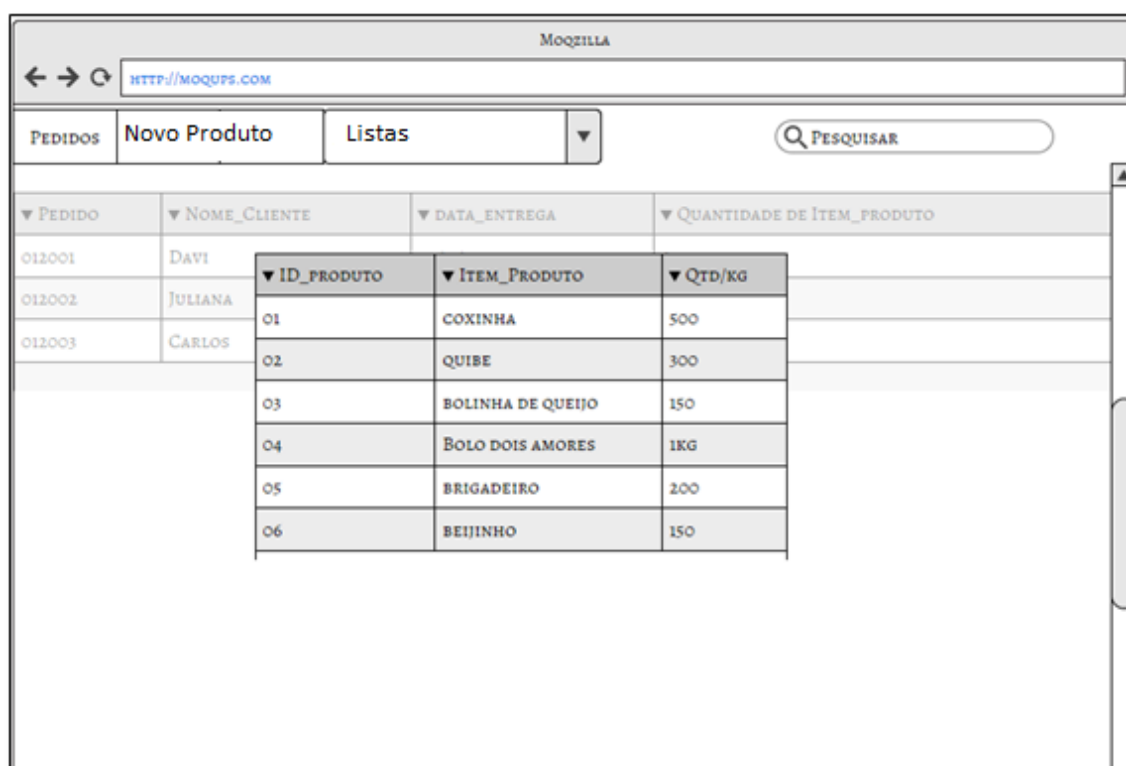 Moqzilla
http://moqups.com
Pedidos Novo Produto Listas Pesquisar
Pedido Nome_Cliente data_entrega Quantidade de Item_produto
012001 Davi
ID_produto Item_Produto Qtd/kg
012002 Juliana
01 coxinha 500
012003 Carlos
02 quibe 300
03 bolinha de queijo 150
04 Bolo dois amores 1kg
05 brigadeiro 200
06 beijinho 150